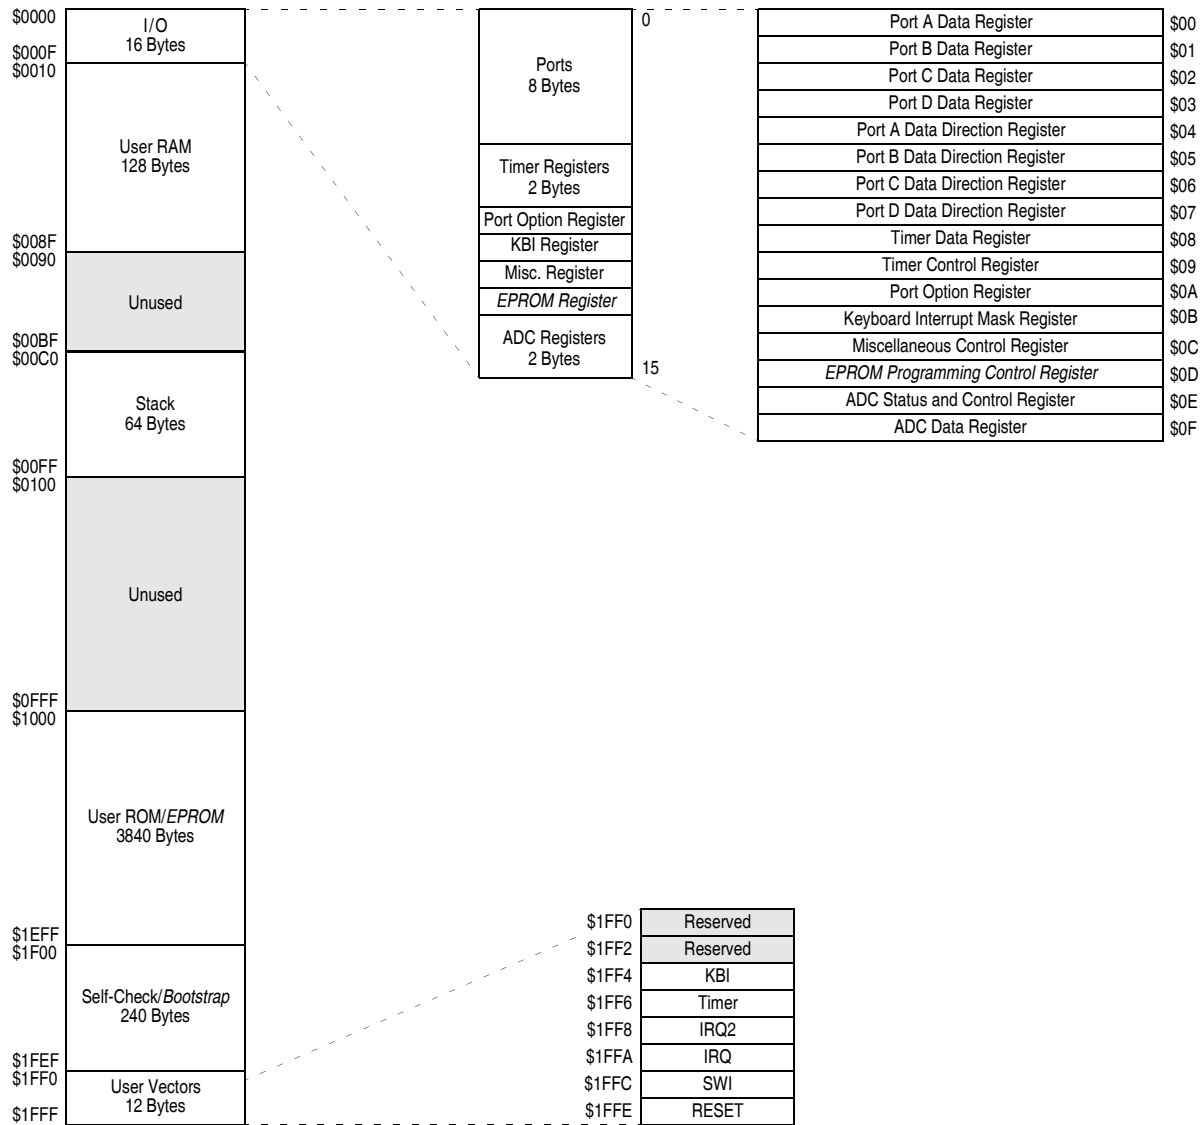 $0000
I/O
16 Bytes
$000F
$0010
User RAM
128 Bytes
$008F
$0090
Unused
$00BF
$00C0
Stack
64 Bytes
$00FF
$0100
Unused
$0FFF
$1000
User ROM/EPROM
3840 Bytes
$1EFF
$1F00
Self-Check/Bootstrap
240 Bytes
$1FEF
$1FF0
User Vectors
12 Bytes
$1FFF
0
Ports
8 Bytes
Timer Registers
2 Bytes
Port Option Register
KBI Register
Misc. Register
EPROM Register
ADC Registers
2 Bytes
15
Port A Data Register $00
Port B Data Register $01
Port C Data Register $02
Port D Data Register $03
Port A Data Direction Register $04
Port B Data Direction Register $05
Port C Data Direction Register $06
Port D Data Direction Register $07
Timer Data Register $08
Timer Control Register $09
Port Option Register $0A
Keyboard Interrupt Mask Register $0B
Miscellaneous Control Register $0C
EPROM Programming Control Register $0D
ADC Status and Control Register $0E
ADC Data Register $0F
$1FF0 Reserved
$1FF2 Reserved
$1FF4 KBI
$1FF6 Timer
$1FF8 IRQ2
$1FFA IRQ
$1FFC SWI
$1FFE RESET